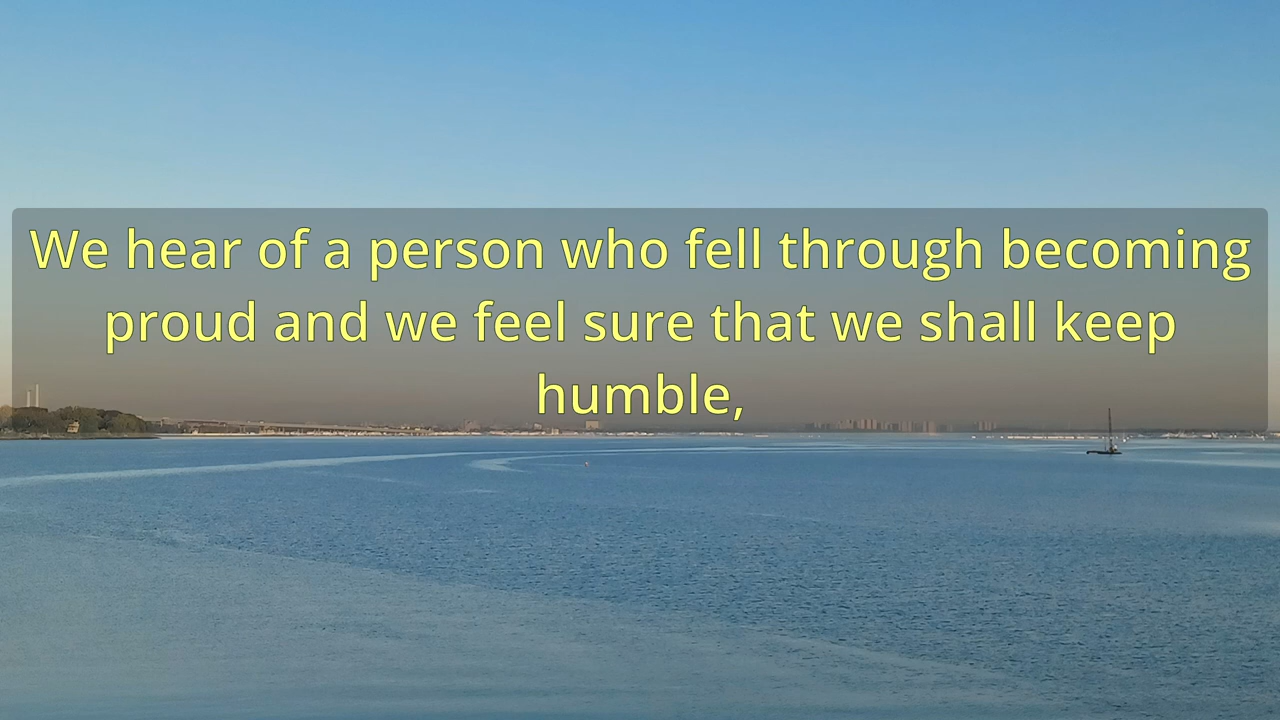 We hear of a person who fell through becoming
proud and we feel sure that we shall keep
humble,